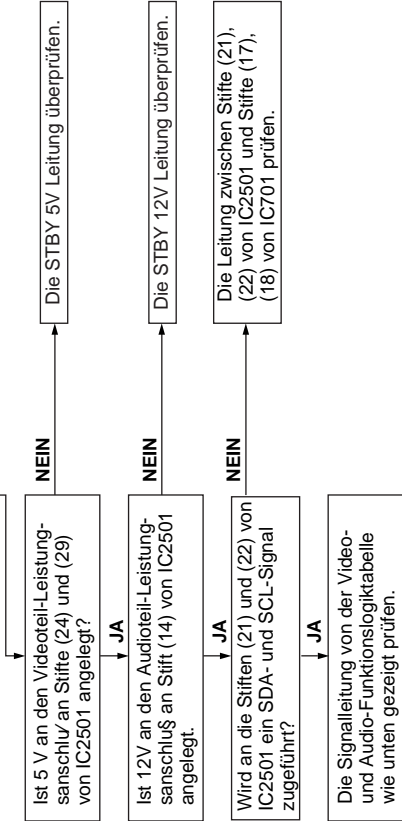 Ist 5 V an den Videoteil-Leistung-
sanschlu/ an Stifte (24) und (29)
von IC2501 angelegt?
NEIN
Die STBY 5V Leitung überprüfen.
JA
Ist 12V an den Audioteil-Leistung-
sanschlu§ an Stift (14) von IC2501
angelegt.
NEIN
Die STBY 12V Leitung überprüfen.
JA
Wird an die Stiften (21) und (22) von
IC2501 ein SDA- und SCL-Signal
zugeführt?
NEIN
Die Leitung zwischen Stifte (21),
(22) von IC2501 und Stifte (17),
(18) von IC701 prüfen.
JA
Die Signalleitung von der Video-
und Audio-Funktionslogiktabelle
wie unten gezeigt prüfen.